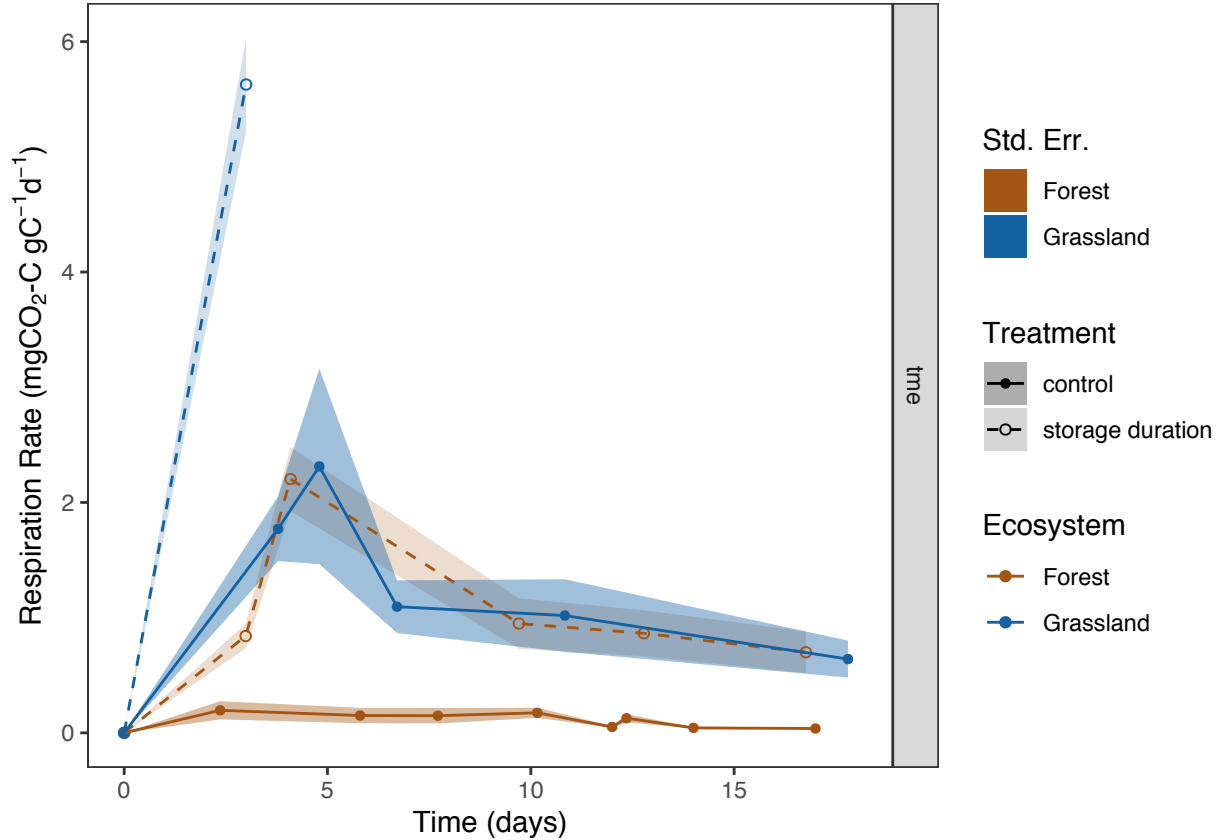 6
4
2
0
0
5
10
15
Respiration Rate (mgCO₂-C gC⁻¹d⁻¹)
Time (days)
tme
Std. Err.
Forest
Grassland
Treatment
control
storage duration
Ecosystem
Forest
Grassland